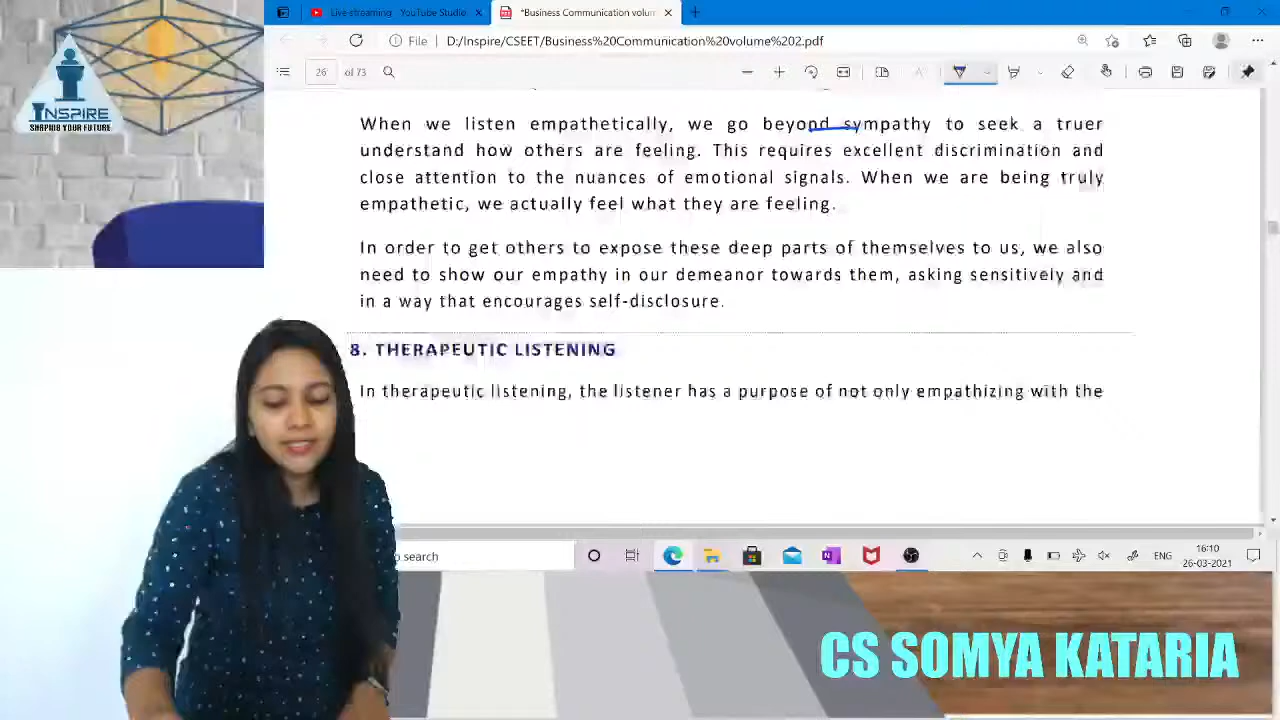 Live streaming - YouTube Studio
*Business Communication volum
File
D:/Inspire/CSEET/Business%20Communication%20volume%202.pdf
26 of 73
INSPIRE
SHAPING YOUR FUTURE
When we listen empathetically, we go beyond sympathy to seek a truer
understand how others are feeling. This requires excellent discrimination and
close attention to the nuances of emotional signals. When we are being truly
empathetic, we actually feel what they are feeling.
In order to get others to expose these deep parts of themselves to us, we also
need to show our empathy in our demeanor towards them, asking sensitively and
in a way that encourages self-disclosure.
8. THERAPEUTIC LISTENING
In therapeutic listening, the listener has a purpose of not only empathizing with the
o search
ENG
16:10
26-03-2021
CS SOMYA KATARIA